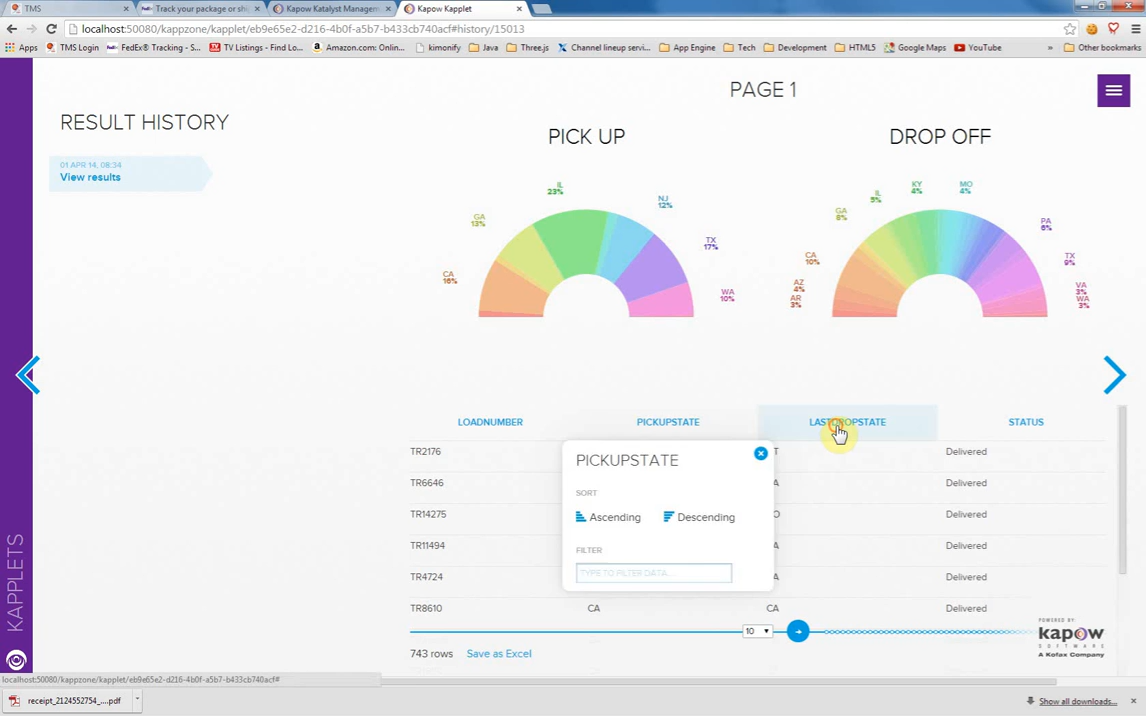 TMS
Track your package or shi
Kapow Katalyst Managem
Kapow Kapplet
localhost:50080/kappzone/kapplet/eb9e65e2-d216-4b0f-a5b7-b433cb740acf#history/15013
Apps
TMS Login
FedEx® Tracking - S...
TV Listings - Find Lo...
Amazon.com: Onlin...
kimonify
Java
Three.js
Channel lineup servi...
App Engine
Tech
Development
HTML5
Google Maps
YouTube
»
Other bookmarks
PAGE 1
RESULT HISTORY
01 APR 14, 08:34
View results
PICK UP
DROP OFF
CA
16%
GA
13%
IL
23%
NJ
12%
TX
17%
WA
10%
AR
3%
AZ
4%
CA
10%
GA
8%
IL
5%
KY
4%
MO
4%
PA
6%
TX
9%
VA
3%
WA
3%
LOADNUMBER PICKUPSTATE LASTDROPSTATE STATUS
TR2176 T Delivered
TR6646 A Delivered
TR14275 O Delivered
TR11494 A Delivered
TR4724 A Delivered
TR8610 CA CA Delivered
PICKUPSTATE
SORT
Ascending Descending
FILTER
TYPE TO FILTER DATA...
10
743 rows Save as Excel
POWERED BY:
kapow
SOFTWARE
A Kofax Company
KAPPLETS
localhost:50080/kappzone/kapplet/eb9e65e2-d216-4b0f-a5b7-b433cb740acf#
receipt_2124552754_....pdf
Show all downloads...